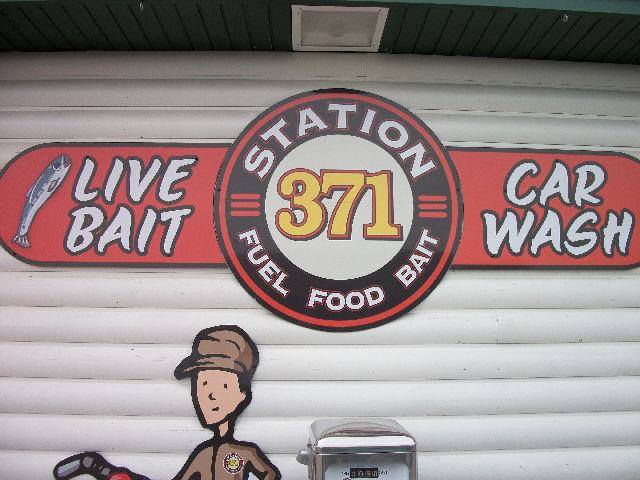 LIVE
BAIT
STATION
371
FUEL FOOD BAIT
CAR
WASH